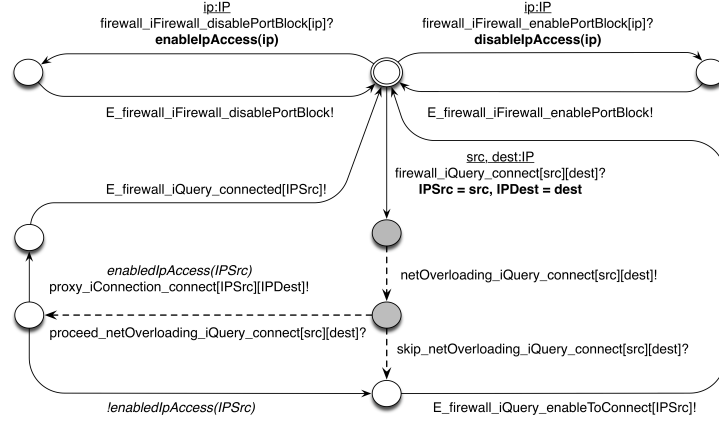 ip:IP
firewall_iFirewall_disablePortBlock[ip]?
enableIpAccess(ip)
ip:IP
firewall_iFirewall_enablePortBlock[ip]?
disableIpAccess(ip)
E_firewall_iFirewall_disablePortBlock!
E_firewall_iFirewall_enablePortBlock!
src, dest:IP
firewall_iQuery_connect[src][dest]?
IPSrc = src, IPDest = dest
E_firewall_iQuery_connected[IPSrc]!
enabledIpAccess(IPSrc)
proxy_iConnection_connect[IPSrc][IPDest]!
netOverloading_iQuery_connect[src][dest]!
proceed_netOverloading_iQuery_connect[src][dest]?
skip_netOverloading_iQuery_connect[src][dest]?
!enabledIpAccess(IPSrc)
E_firewall_iQuery_enableToConnect[IPSrc]!